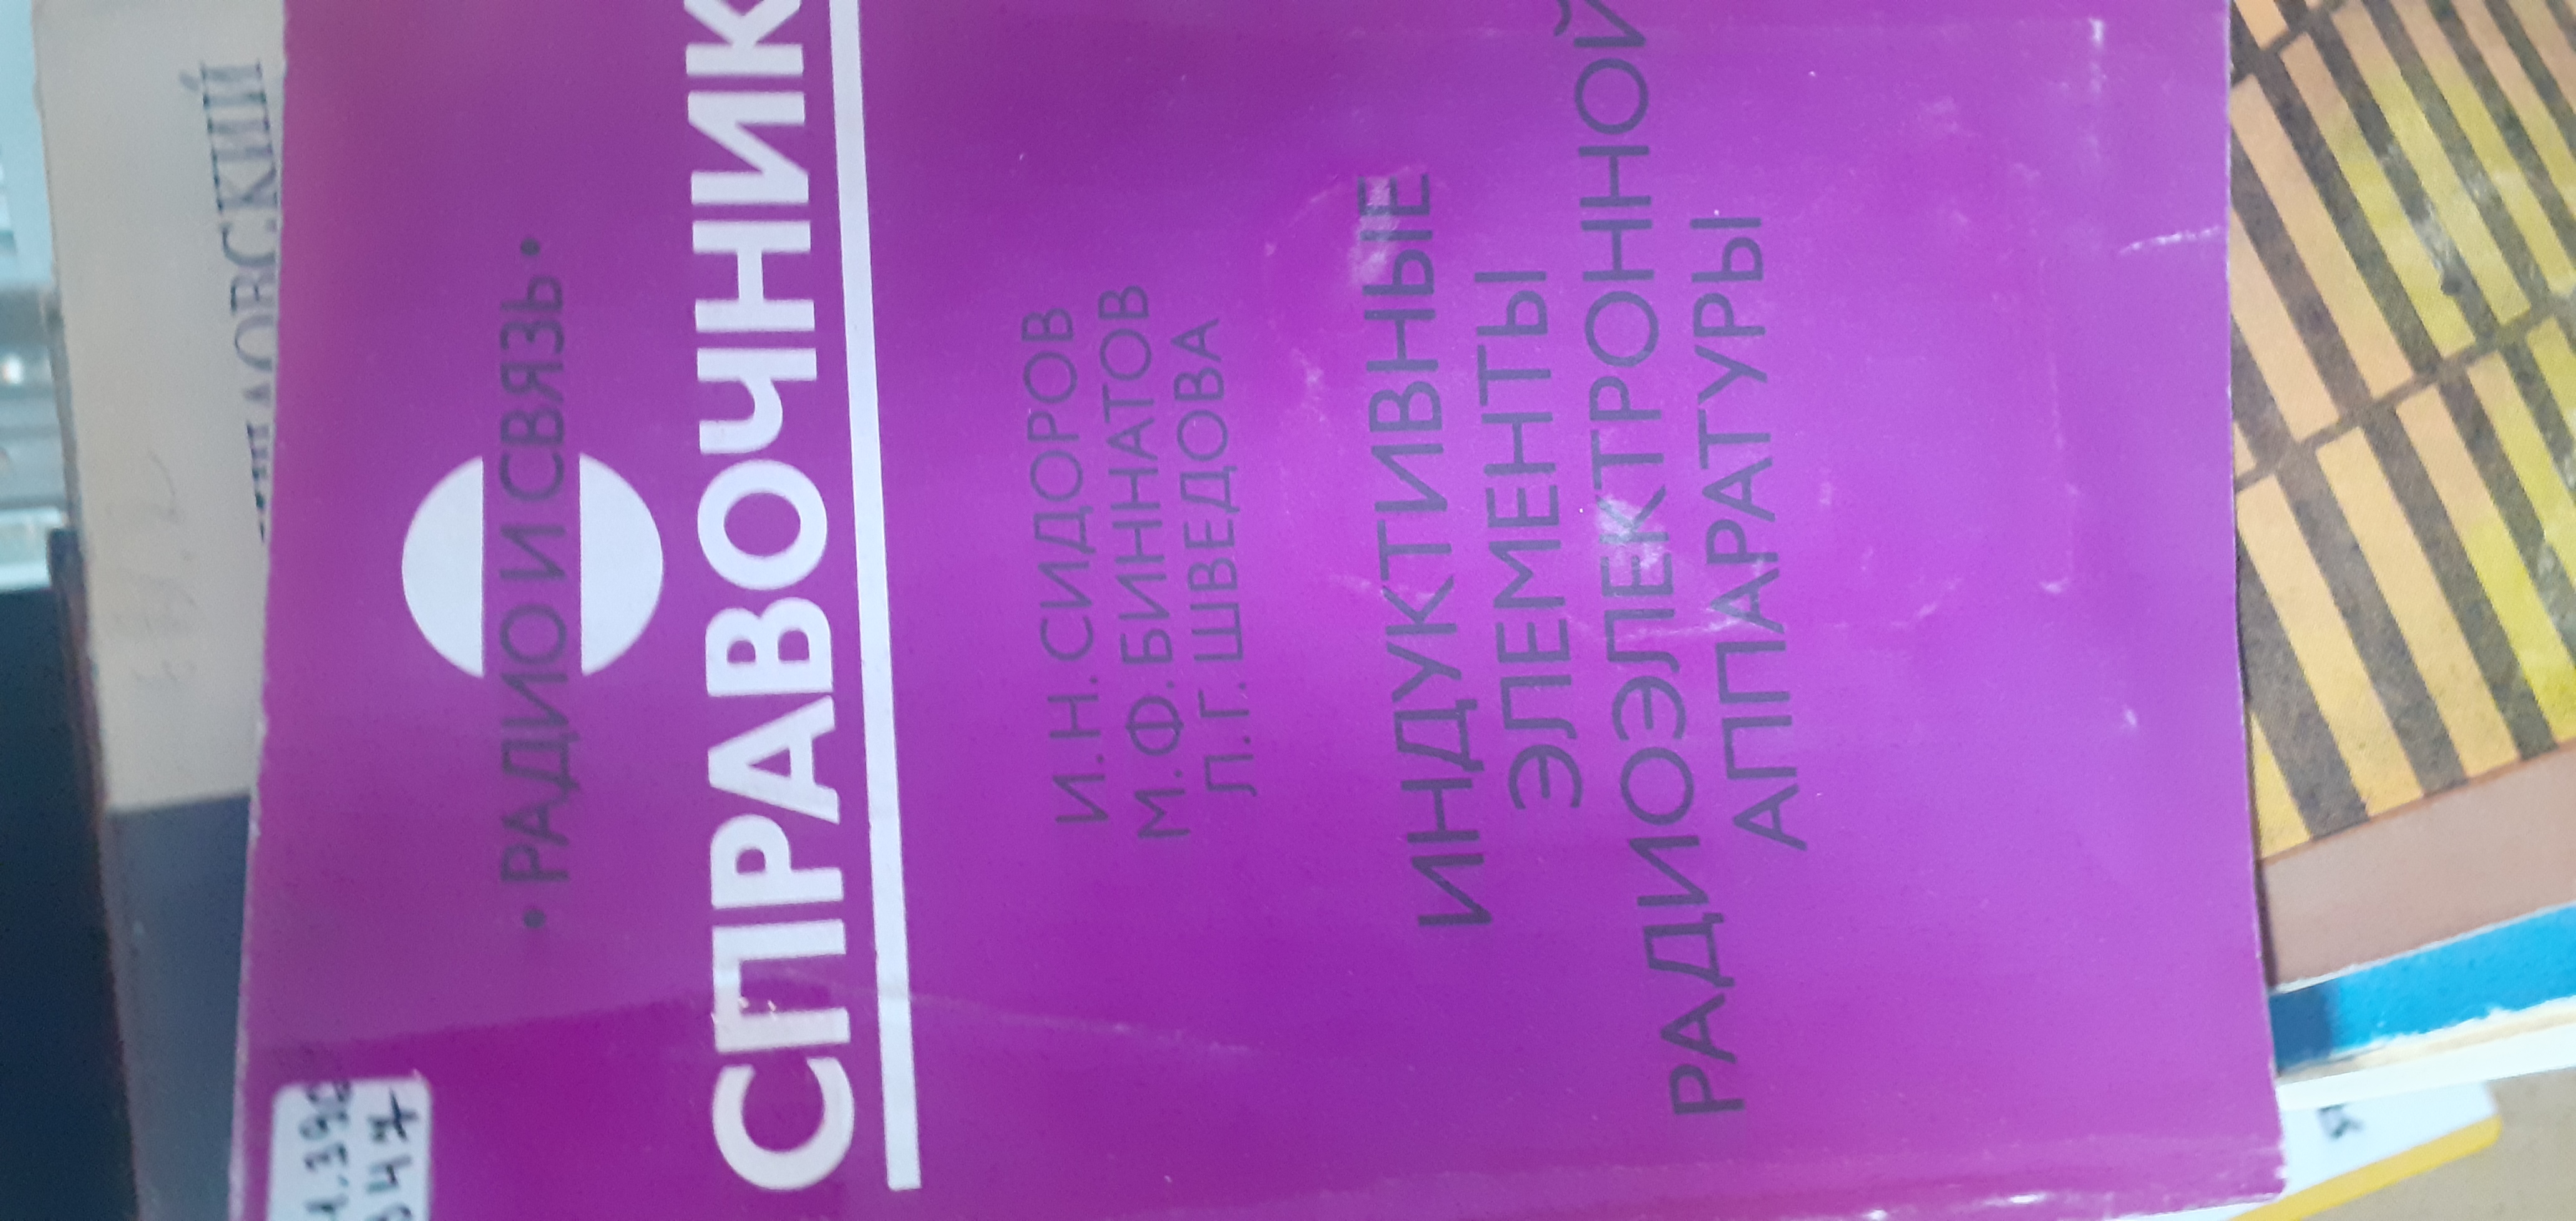 • РАДИО И СВЯЗЬ •
СПРАВОЧНИК
И. Н. СИДОРОВ
М. Ф. БИННАТОВ
Л. Г. ШВЕДОВА
ИНДУКТИВНЫЕ
ЭЛЕМЕНТЫ
РАДИОЭЛЕКТРОННОЙ
АППАРАТУРЫ